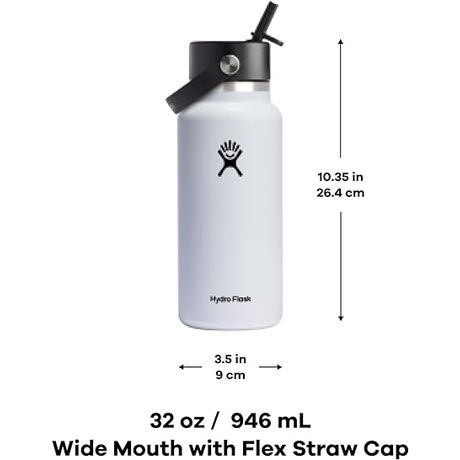 10.35 in
26.4 cm
Hydro Flask
3.5 in
9 cm
32 oz / 946 mL
Wide Mouth with Flex Straw Cap